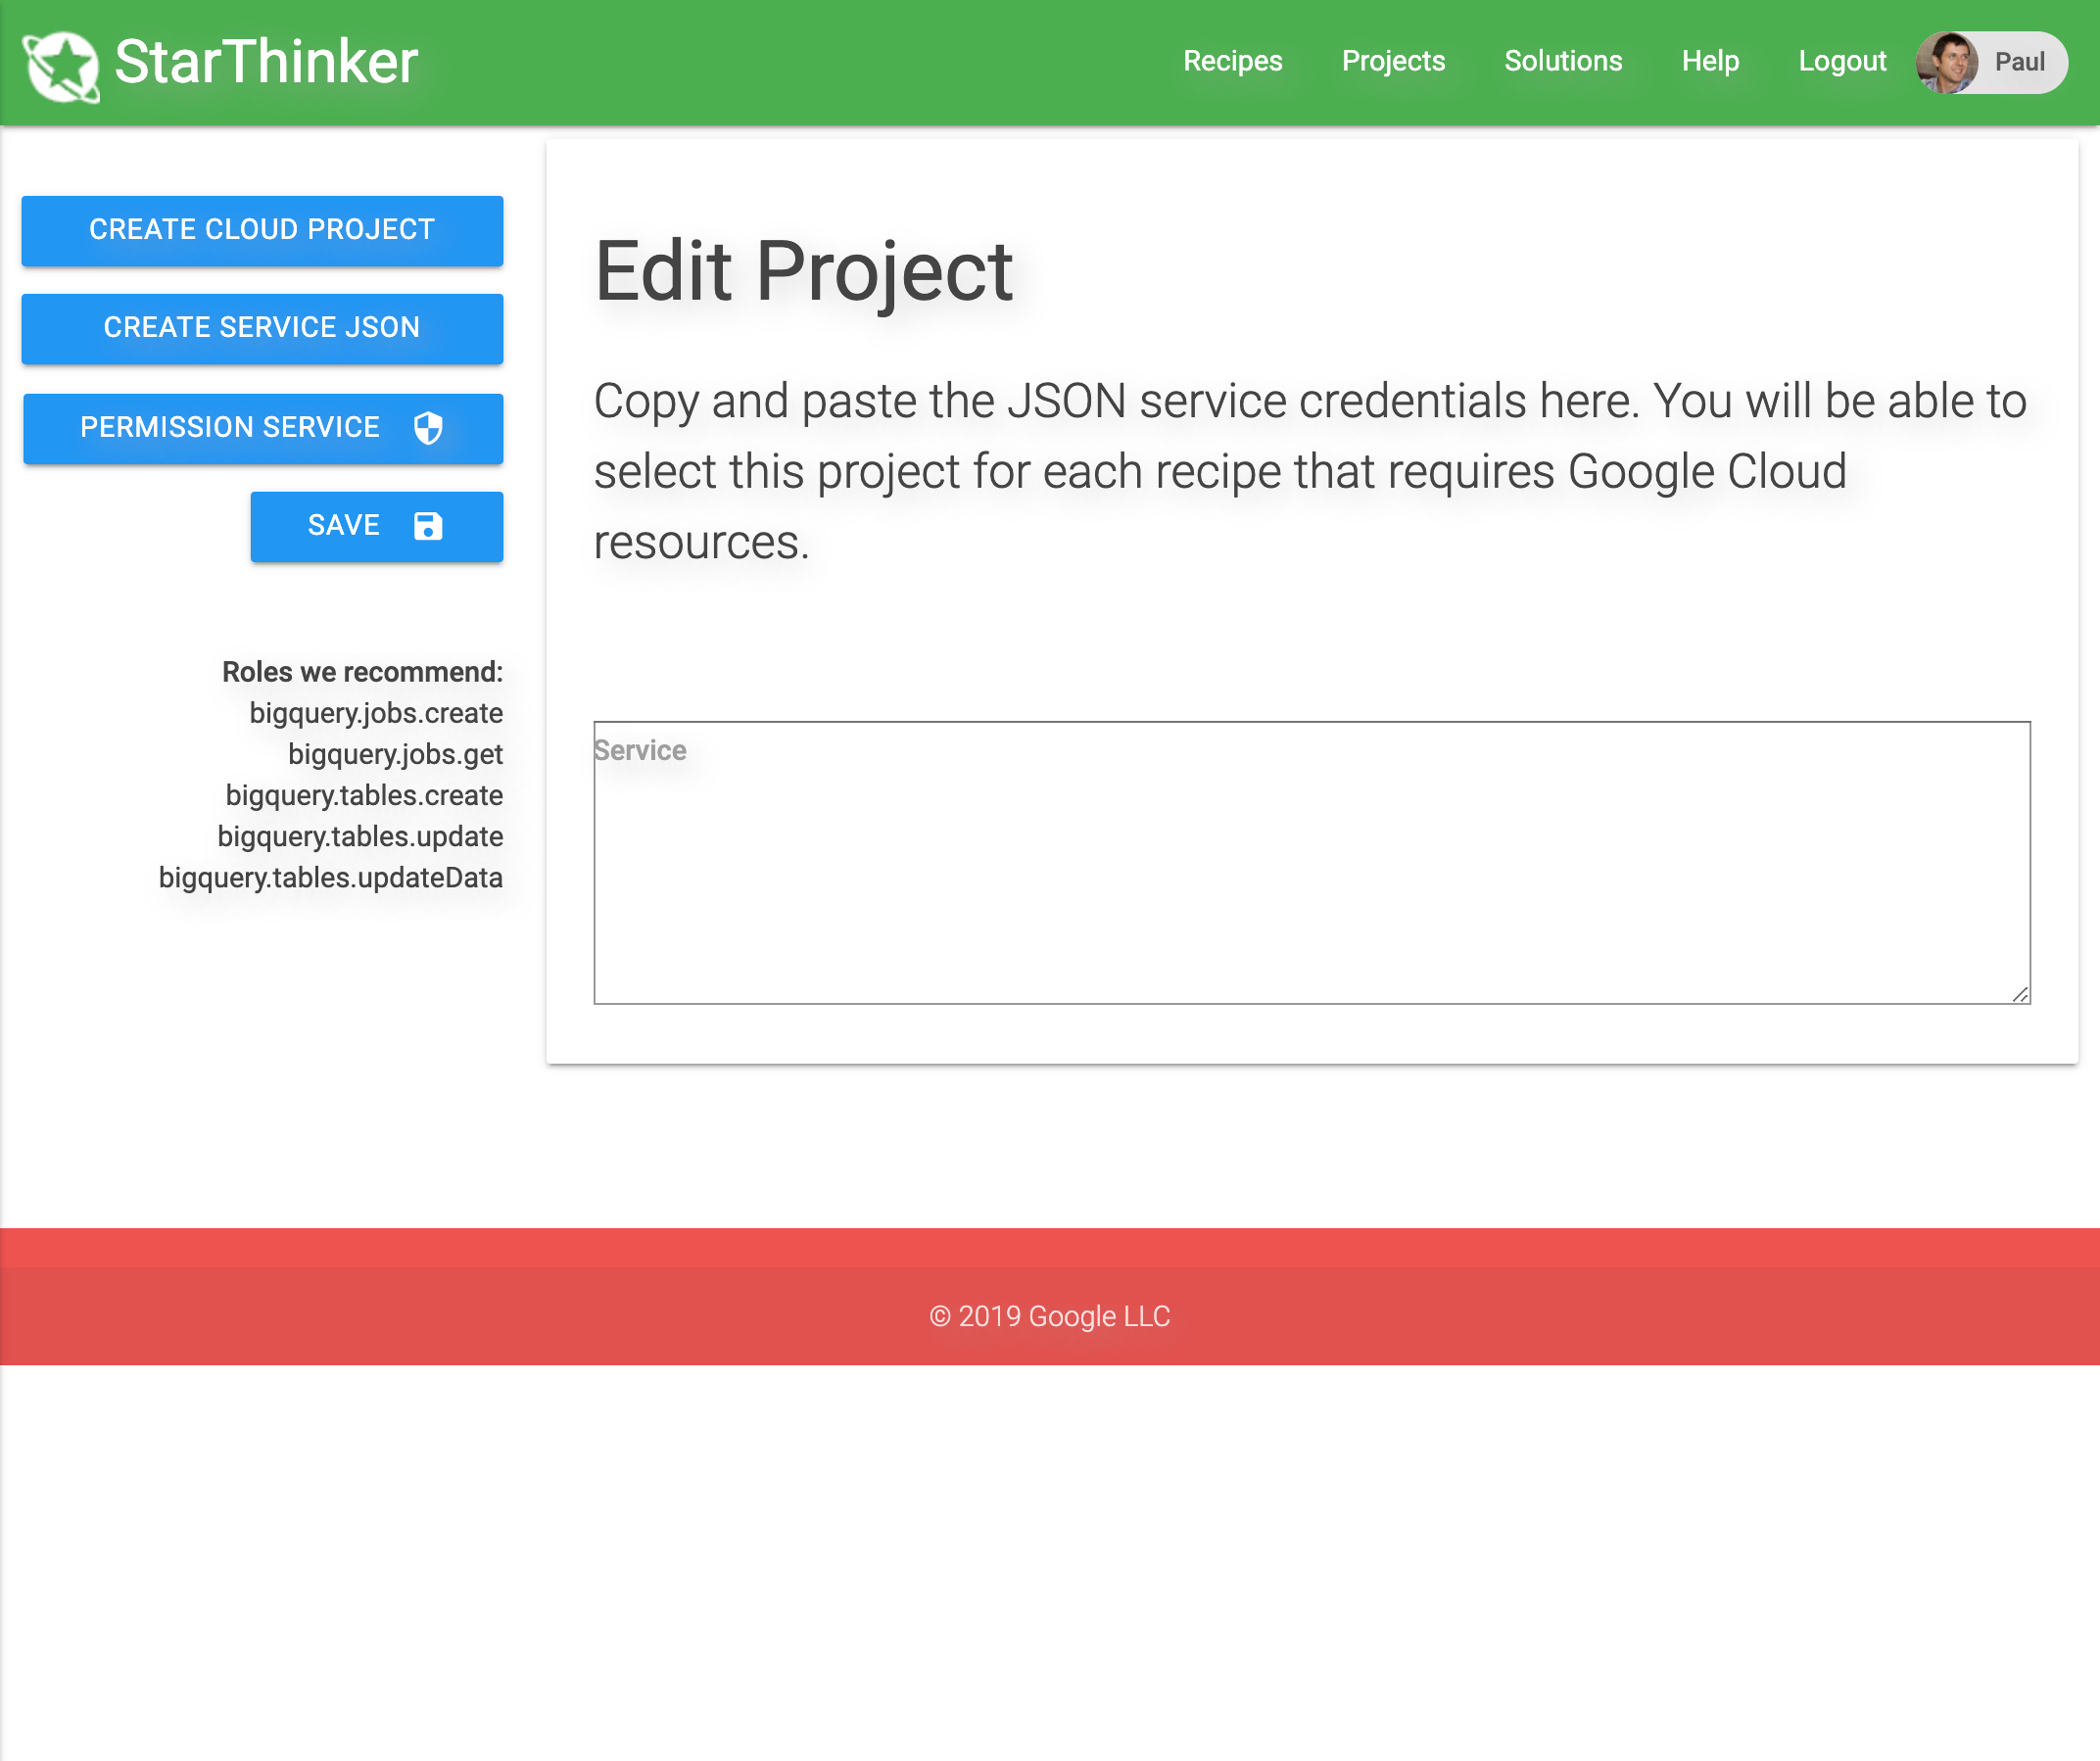 StarThinker
Recipes
Projects
Solutions
Help
Logout
Paul
CREATE CLOUD PROJECT
CREATE SERVICE JSON
PERMISSION SERVICE
SAVE
Roles we recommend:
bigquery.jobs.create
bigquery.jobs.get
bigquery.tables.create
bigquery.tables.update
bigquery.tables.updateData
Edit Project
Copy and paste the JSON service credentials here. You will be able to
select this project for each recipe that requires Google Cloud
resources.
Service
© 2019 Google LLC